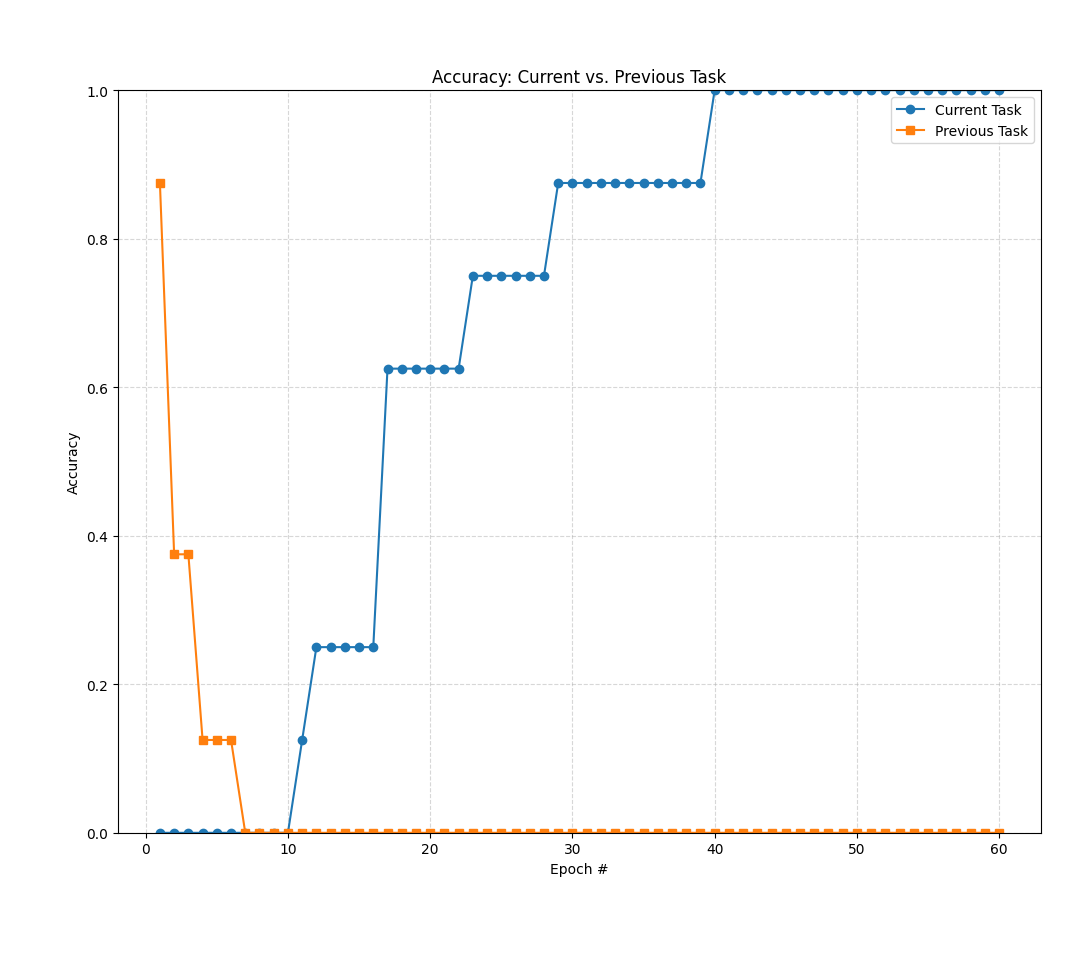 Accuracy: Current vs. Previous Task
1.0
0.8
0.6
0.4
0.2
0.0
Accuracy
Current Task
Previous Task
0 10 20 30 40 50 60
Epoch #